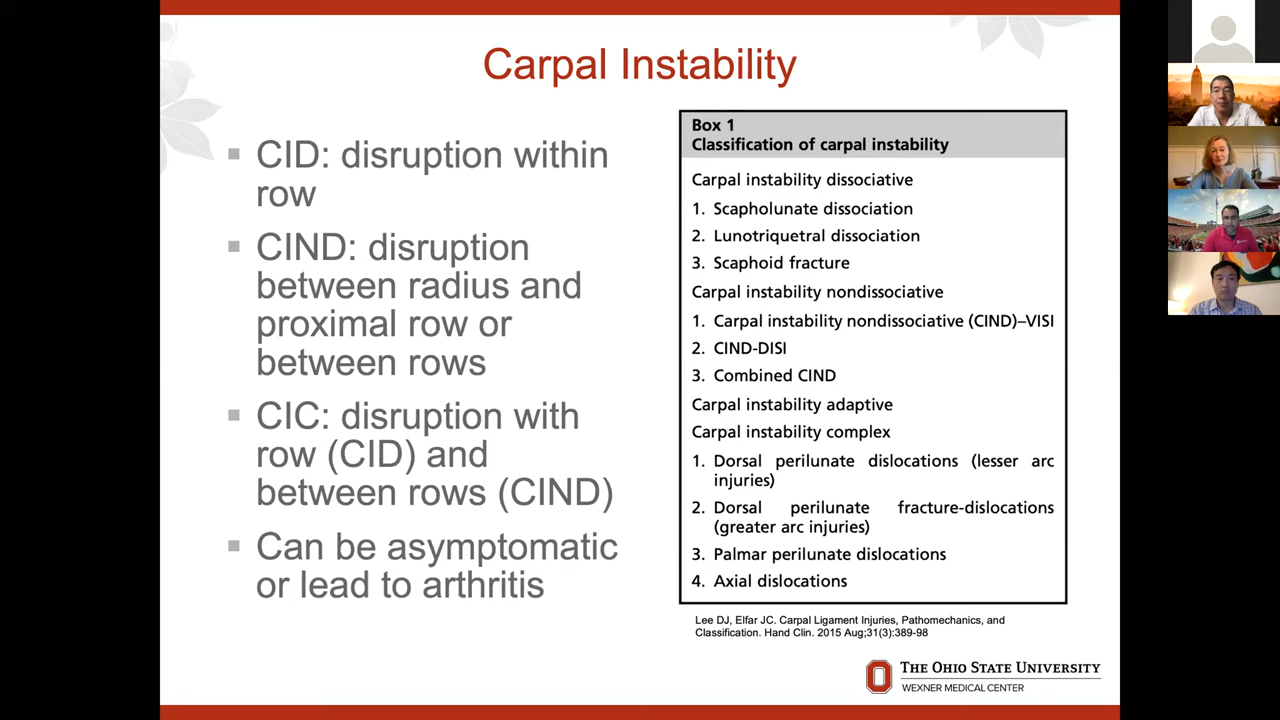 Carpal Instability
▪ CID: disruption within
row
▪ CIND: disruption
between radius and
proximal row or
between rows
▪ CIC: disruption with
row (CID) and
between rows (CIND)
▪ Can be asymptomatic
or lead to arthritis
Box 1
Classification of carpal instability
Carpal instability dissociative
1. Scapholunate dissociation
2. Lunotriquetral dissociation
3. Scaphoid fracture
Carpal instability nondissociative
1. Carpal instability nondissociative (CIND)–VISI
2. CIND-DISI
3. Combined CIND
Carpal instability adaptive
Carpal instability complex
1. Dorsal perilunate dislocations (lesser arc
injuries)
2. Dorsal perilunate fracture-dislocations
(greater arc injuries)
3. Palmar perilunate dislocations
4. Axial dislocations
Lee DJ, Elfar JC. Carpal Ligament Injuries, Pathomechanics, and
Classification. Hand Clin. 2015 Aug;31(3):389-98
THE OHIO STATE UNIVERSITY
WEXNER MEDICAL CENTER